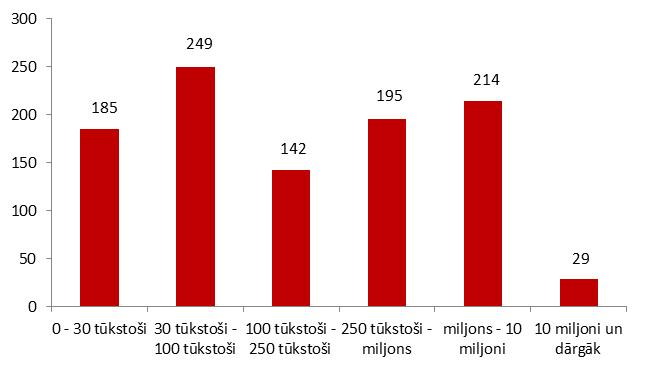 300
250
200
150
100
50
0
185
249
142
195
214
29
0 - 30 tūkstoši
30 tūkstoši -
100 tūkstoši
100 tūkstoši -
250 tūkstoši
250 tūkstoši -
miljons
miljons - 10
miljoni
10 miljoni un
dārgāk